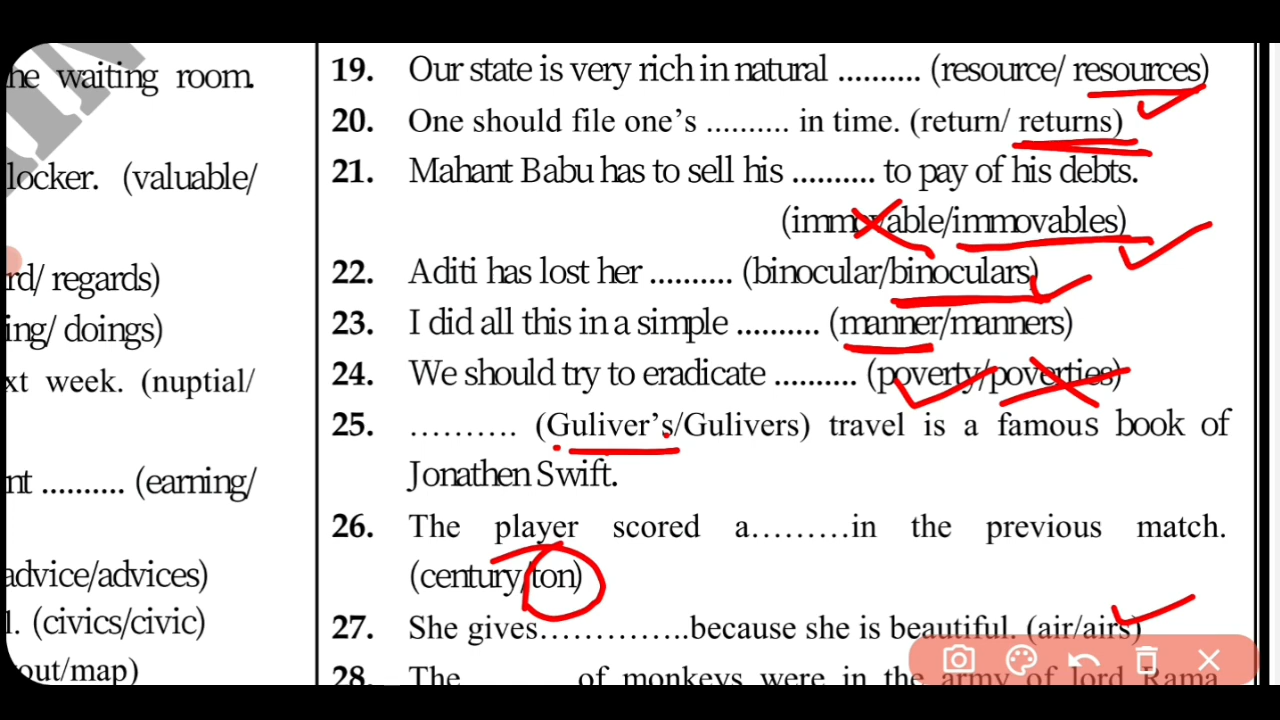 he waiting room.
locker. (valuable/
rd/ regards)
ing/ doings)
xt week. (nuptial/
nt .......... (earning/
advice/advices)
l. (civics/civic)
out/map)
19. Our state is very rich in natural .......... (resource/ resources)
20. One should file one's .......... in time. (return/ returns)
21. Mahant Babu has to sell his .......... to pay of his debts.
(immovable/immovables)
22. Aditi has lost her .......... (binocular/binoculars)
23. I did all this in a simple .......... (manner/manners)
24. We should try to eradicate .......... (poverty/poverties)
25. .......... (Guliver's/Gulivers) travel is a famous book of
Jonathen Swift.
26. The player scored a.........in the previous match.
(century/ton)
27. She gives..............because she is beautiful. (air/airs)
28. The of monkeys were in the army of lord Rama